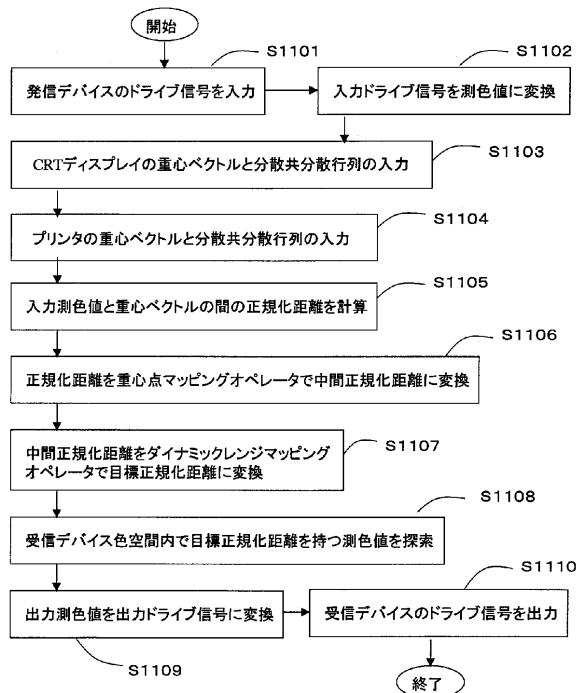 開始
S1101
発信デバイスのドライブ信号を入力
S1102
入力ドライブ信号を測色値に変換
S1103
CRTディスプレイの重心ベクトルと分散共分散行列の入力
S1104
プリンタの重心ベクトルと分散共分散行列の入力
S1105
入力測色値と重心ベクトルの間の正規化距離を計算
S1106
正規化距離を重心点マッピングオペレータで中間正規化距離に変換
S1107
中間正規化距離をダイナミックレンジマッピング
オペレータで目標正規化距離に変換
S1108
受信デバイス色空間内で目標正規化距離を持つ測色値を探索
S1109
出力測色値を出力ドライブ信号に変換
S1110
受信デバイスのドライブ信号を出力
終了